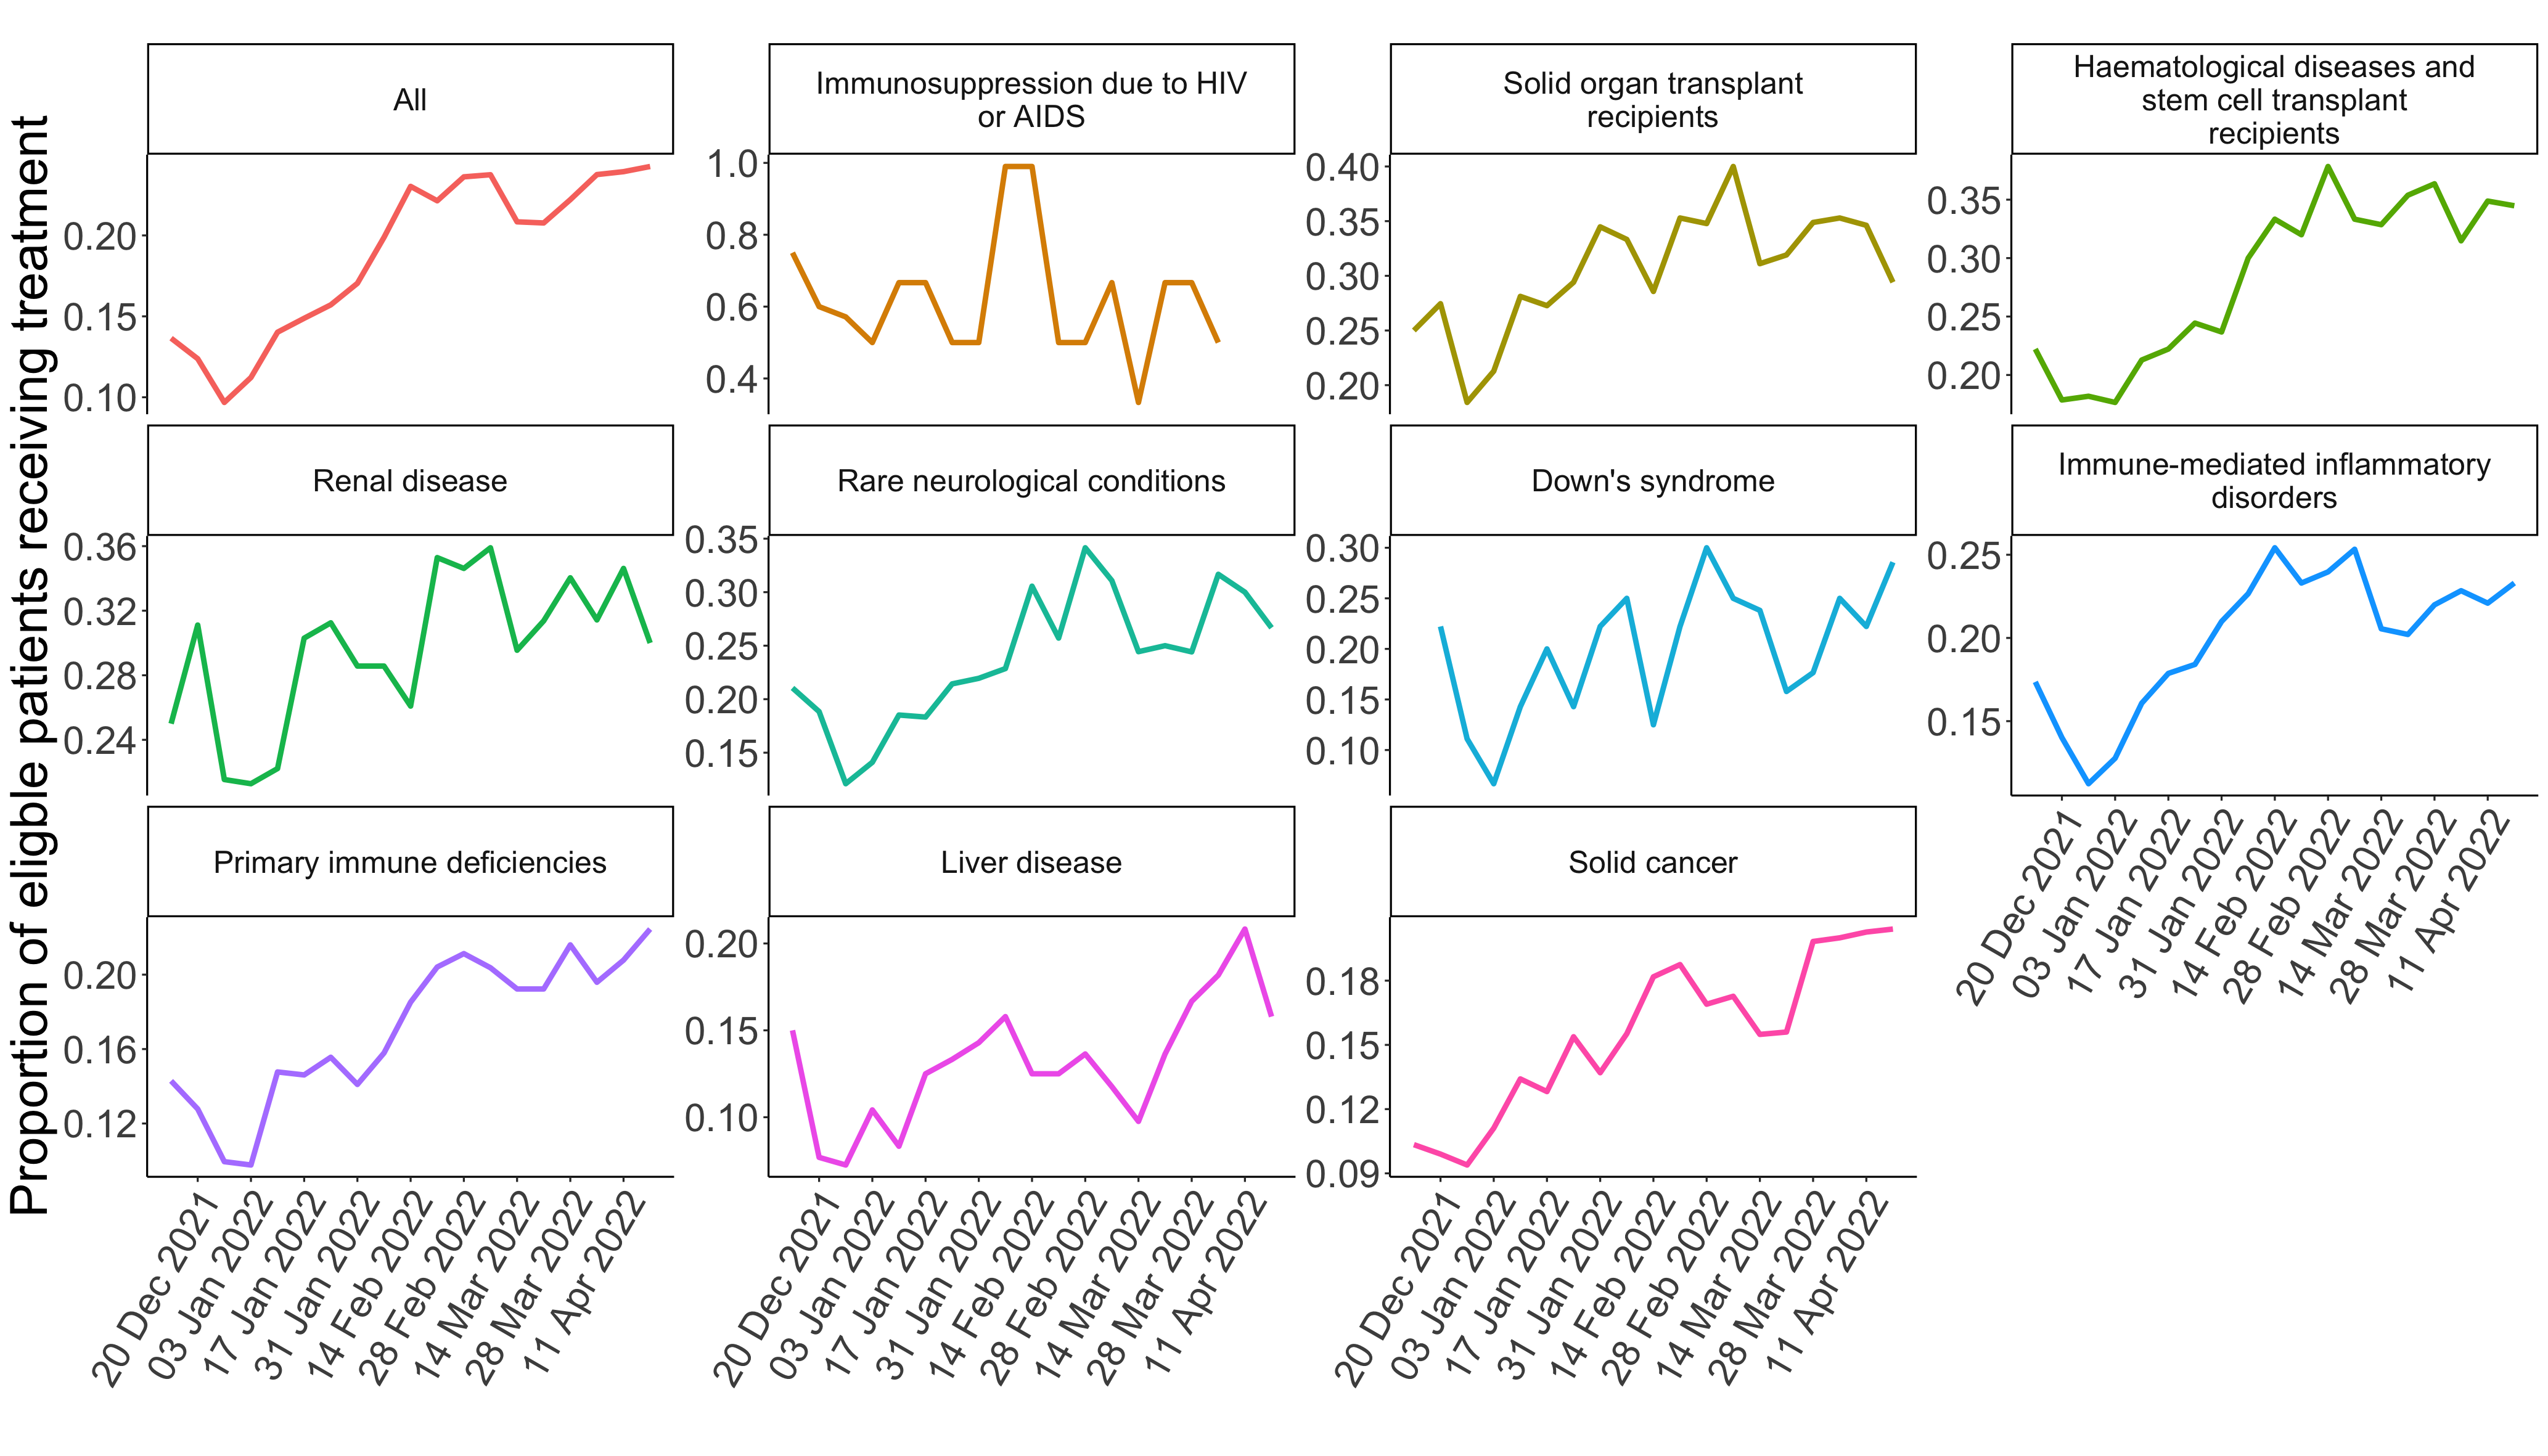 Proportion of eligble patients receiving treatment
All
0.20
0.15
0.10
Immunosuppression due to HIV
or AIDS
1.0
0.8
0.6
0.4
Solid organ transplant
recipients
0.40
0.35
0.30
0.25
0.20
Haematological diseases and
stem cell transplant
recipients
0.35
0.30
0.25
0.20
Renal disease
0.36
0.32
0.28
0.24
Rare neurological conditions
0.35
0.30
0.25
0.20
0.15
Down's syndrome
0.30
0.25
0.20
0.15
0.10
Immune-mediated inflammatory
disorders
0.25
0.20
0.15
20 Dec 2021
03 Jan 2022
17 Jan 2022
31 Jan 2022
14 Feb 2022
28 Feb 2022
14 Mar 2022
28 Mar 2022
11 Apr 2022
Primary immune deficiencies
0.20
0.16
0.12
20 Dec 2021
03 Jan 2022
17 Jan 2022
31 Jan 2022
14 Feb 2022
28 Feb 2022
14 Mar 2022
28 Mar 2022
11 Apr 2022
Liver disease
0.20
0.15
0.10
20 Dec 2021
03 Jan 2022
17 Jan 2022
31 Jan 2022
14 Feb 2022
28 Feb 2022
14 Mar 2022
28 Mar 2022
11 Apr 2022
Solid cancer
0.18
0.15
0.12
0.09
20 Dec 2021
03 Jan 2022
17 Jan 2022
31 Jan 2022
14 Feb 2022
28 Feb 2022
14 Mar 2022
28 Mar 2022
11 Apr 2022